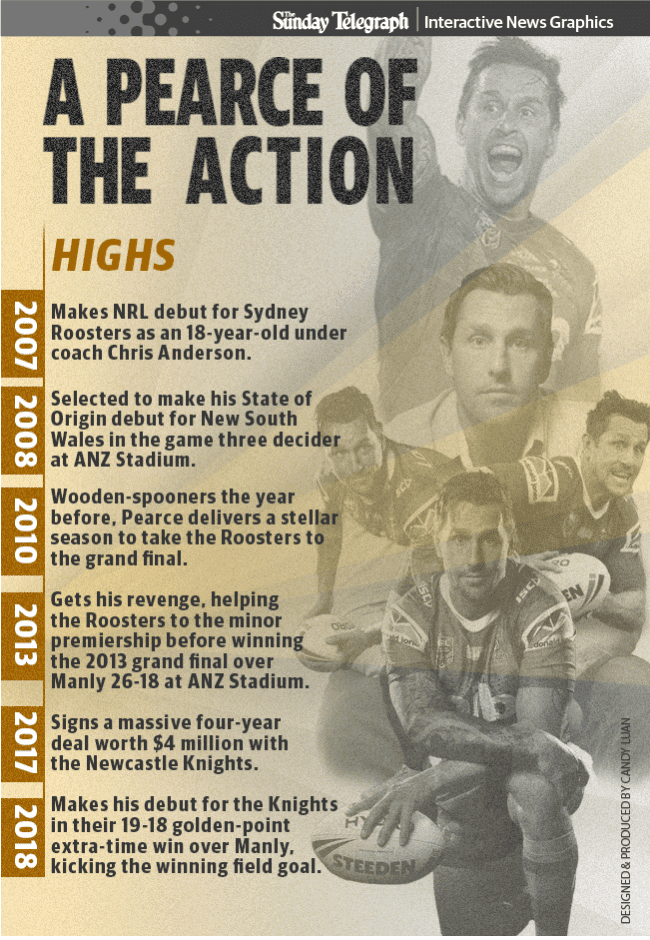 The Sunday Telegraph | Interactive News Graphics
A PEARCE OF
THE ACTION
HIGHS
2007
Makes NRL debut for Sydney
Roosters as an 18-year-old under
coach Chris Anderson.
2008
Selected to make his State of
Origin debut for New South
Wales in the game three decider
at ANZ Stadium.
2010
Wooden-spooners the year
before, Pearce delivers a stellar
season to take the Roosters to
the grand final.
2013
Gets his revenge, helping
the Roosters to the minor
premiership before winning
the 2013 grand final over
Manly 26-18 at ANZ Stadium.
2017
Signs a massive four-year
deal worth $4 million with
the Newcastle Knights.
2018
Makes his debut for the Knights
in their 19-18 golden-point
extra-time win over Manly,
kicking the winning field goal.
STEEDEN
DESIGNED & PRODUCED BY CANDY LUAN